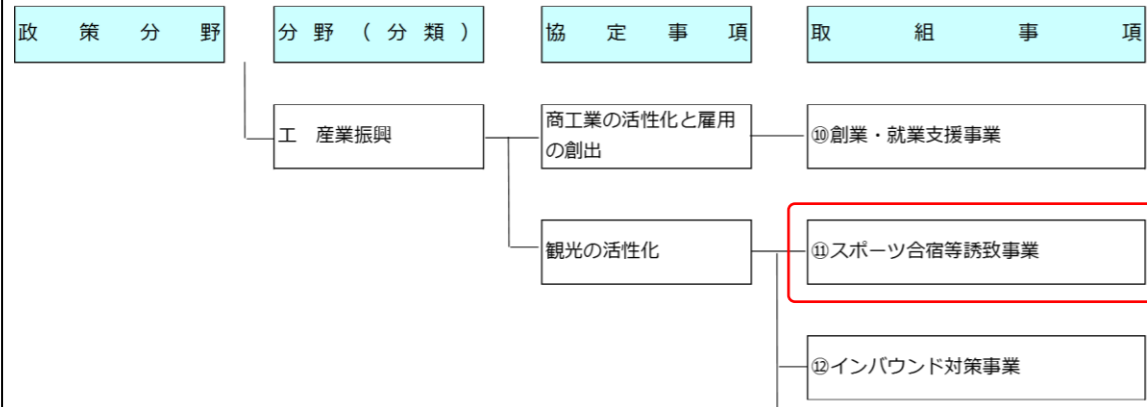 政策分野
分野（分類）
協定事項
取組事項
エ　産業振興
商工業の活性化と雇用
の創出
⑩創業・就業支援事業
観光の活性化
⑪スポーツ合宿等誘致事業
⑫インバウンド対策事業